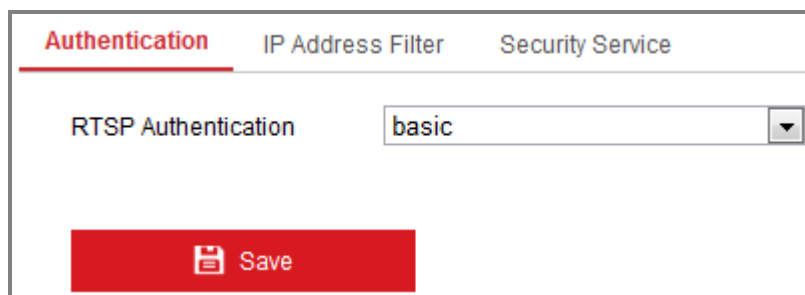 Authentication IP Address Filter Security Service
RTSP Authentication basic
Save